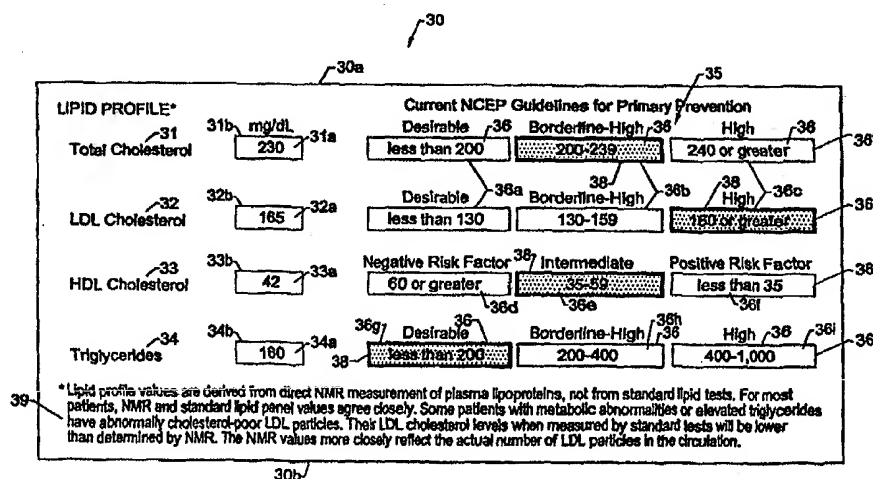 30
30a
35
LIPID PROFILE* Current NCEP Guidelines for Primary Prevention
31 31b mg/dL 31a Desirable 36 Borderline-High 36 High 36
Total Cholesterol 230 less than 200 200-239 240 or greater 36
38 36a 36b 38 36c
32 32b 32a Desirable Borderline-High High
LDL Cholesterol 165 less than 130 130-159 160 or greater 36
33 33b 33a Negative Risk Factor 38 Intermediate Positive Risk Factor
HDL Cholesterol 42 60 or greater 35-59 less than 35 38
36d 36e 36f
34 34b 34a 36g Desirable 36 Borderline-High 36h 36 High 36 36i
Triglycerides 160 38 less than 200 200-400 400-1,000 36
* Lipid profile values are derived from direct NMR measurement of plasma lipoproteins, not from standard lipid tests. For most
39 patients, NMR and standard lipid panel values agree closely. Some patients with metabolic abnormalities or elevated triglycerides
have abnormally cholesterol-poor LDL particles. Their LDL cholesterol levels when measured by standard tests will be lower
than determined by NMR. The NMR values more closely reflect the actual number of LDL particles in the circulation.
30b